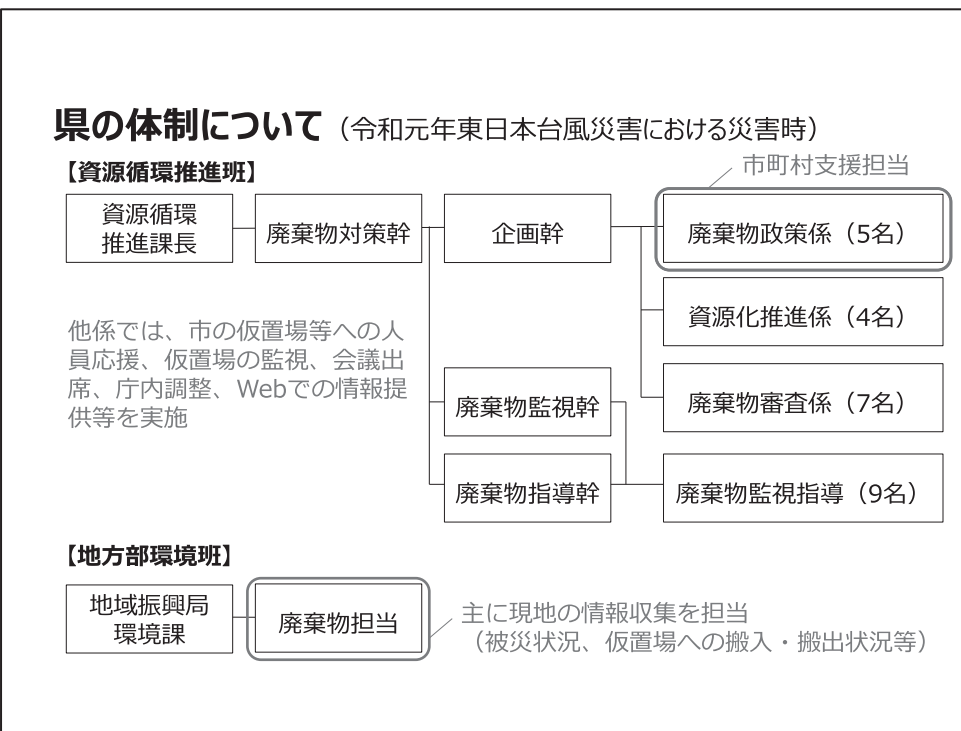 県の体制について（令和元年東日本台風災害における災害時）
【資源循環推進班】
市町村支援担当
資源循環
推進課長
廃棄物対策幹
企画幹
廃棄物政策係（5名）
資源化推進係（4名）
廃棄物審査係（7名）
他係では、市の仮置場等への人
員応援、仮置場の監視、会議出
席、庁内調整、Webでの情報提
供等を実施
廃棄物監視幹
廃棄物指導幹
廃棄物監視指導（9名）
【地方部環境班】
地域振興局
環境課
廃棄物担当
主に現地の情報収集を担当
（被災状況、仮置場への搬入・搬出状況等）